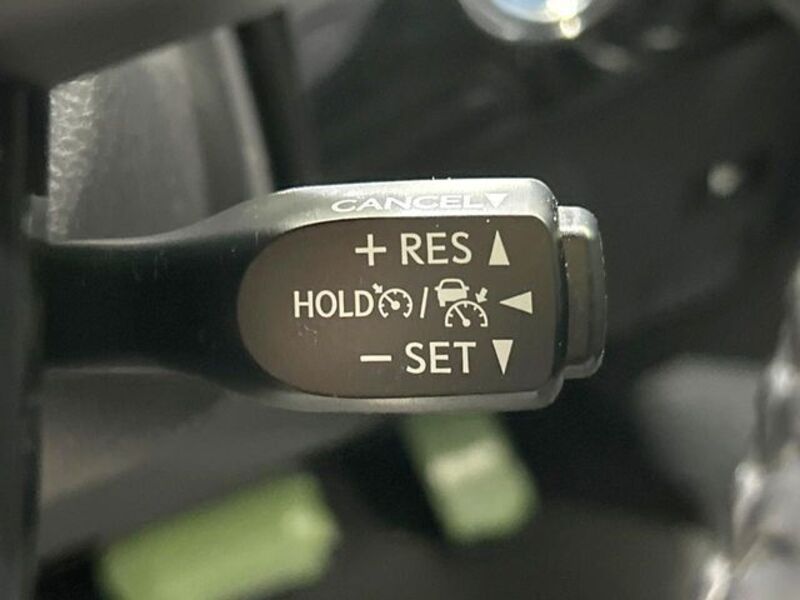 CANCEL▼
+ RES ▲
HOLD / ◀
− SET ▼